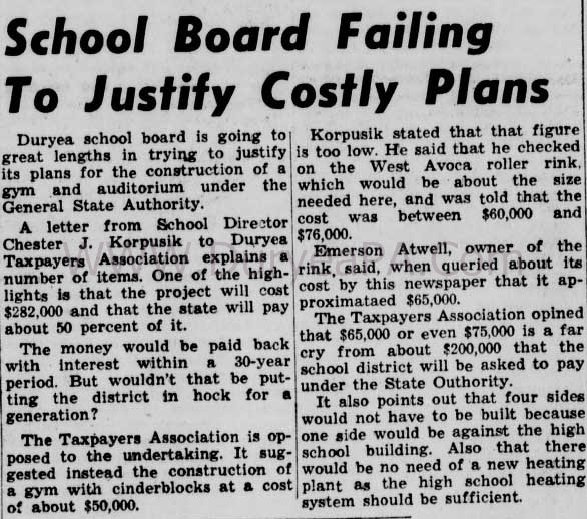 School Board Failing
To Justify Costly Plans
Duryea school board is going to
great lengths in trying to justify
its plans for the construction of a
gym and auditorium under the
General State Authority.
A letter from School Director
Chester J. Korpusik to Duryea
Taxpayers Association explains a
number of items. One of the high-
lights is that the project will cost
$282,000 and that the state will pay
about 50 percent of it.
The money would be paid back
with interest within a 30-year
period. But wouldn't that be put-
ting the district in hock for a
generation?
The Taxpayers Association is op-
posed to the undertaking. It sug-
gested instead the construction of
a gym with cinderblocks at a cost
of about $50,000.
Korpusik stated that that figure
is too low. He said that he checked
on the West Avoca roller rink,
which would be about the size
needed here, and was told that the
cost was between $60,000 and
$76,000.
Emerson Atwell, owner of the
rink, said, when queried about its
cost by this newspaper that it ap-
proximataed $65,000.
The Taxpayers Association opined
that $65,000 or even $75,000 is a far
cry from about $200,000 that the
school district will be asked to pay
under the State Outhority.
It also points out that four sides
would not have to be built because
one side would be against the high
school building. Also that there
would be no need of a new heating
plant as the high school heating
system should be sufficient.